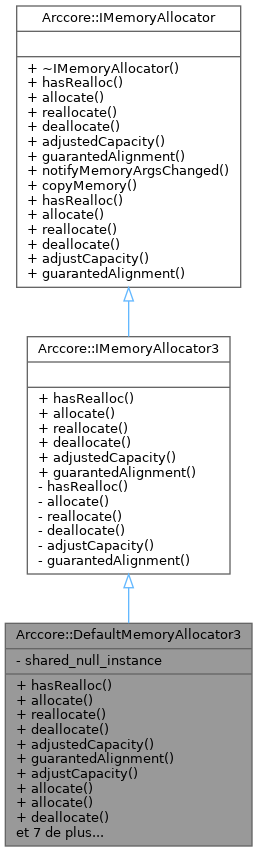 Arccore::IMemoryAllocator
+ ~IMemoryAllocator()
+ hasRealloc()
+ allocate()
+ reallocate()
+ deallocate()
+ adjustedCapacity()
+ guarantedAlignment()
+ notifyMemoryArgsChanged()
+ copyMemory()
+ hasRealloc()
+ allocate()
+ reallocate()
+ deallocate()
+ adjustCapacity()
+ guarantedAlignment()
Arccore::IMemoryAllocator3
+ hasRealloc()
+ allocate()
+ reallocate()
+ deallocate()
+ adjustedCapacity()
+ guarantedAlignment()
- hasRealloc()
- allocate()
- reallocate()
- deallocate()
- adjustCapacity()
- guarantedAlignment()
Arccore::DefaultMemoryAllocator3
- shared_null_instance
+ hasRealloc()
+ allocate()
+ reallocate()
+ deallocate()
+ adjustedCapacity()
+ guarantedAlignment()
+ adjustCapacity()
+ allocate()
+ allocate()
+ deallocate()
et 7 de plus...